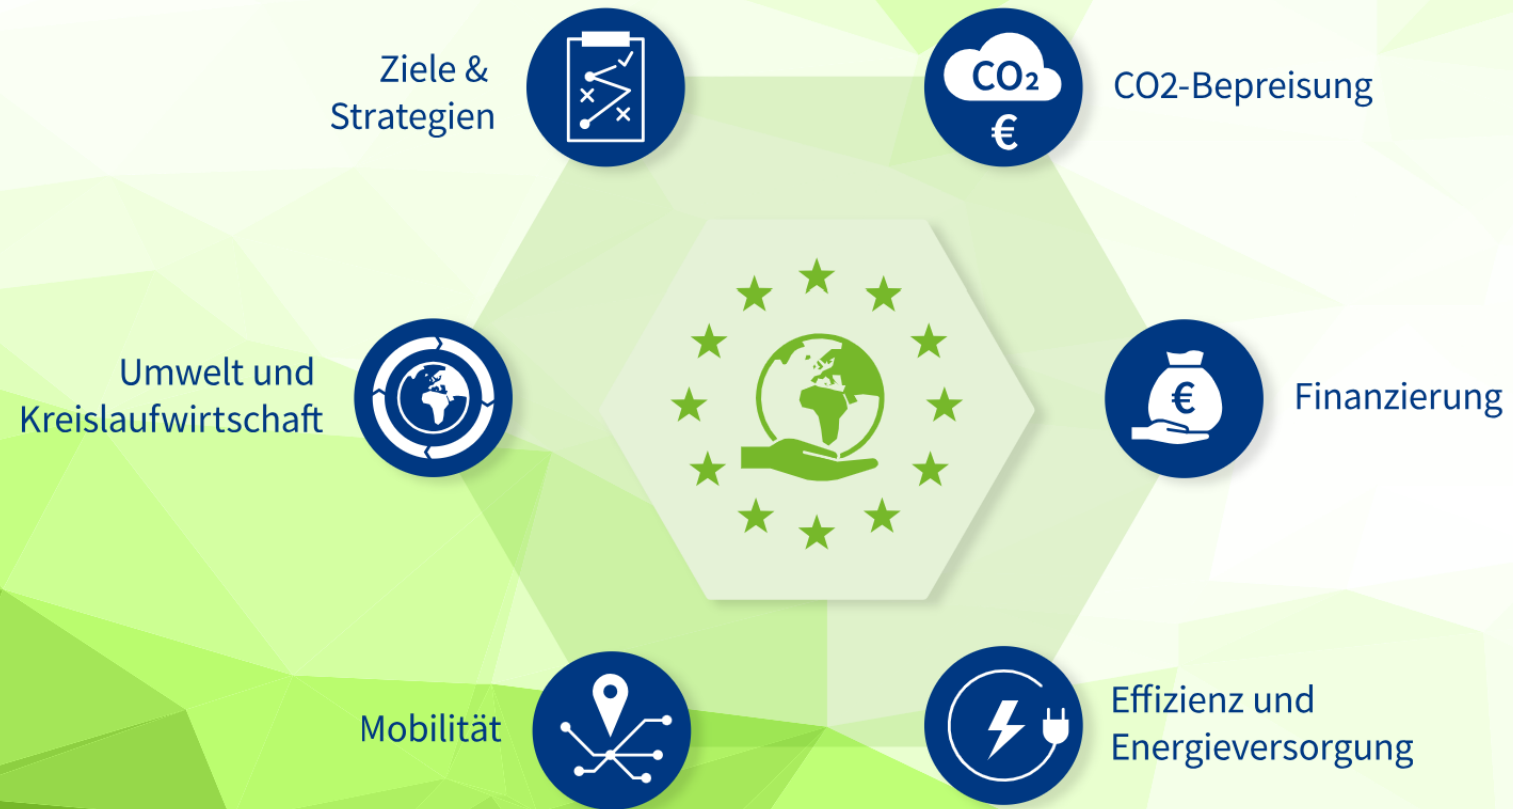 Ziele &
Strategien
CO2
€
CO2-Bepreisung
Umwelt und
Kreislaufwirtschaft
€
Finanzierung
Mobilität
Effizienz und
Energieversorgung